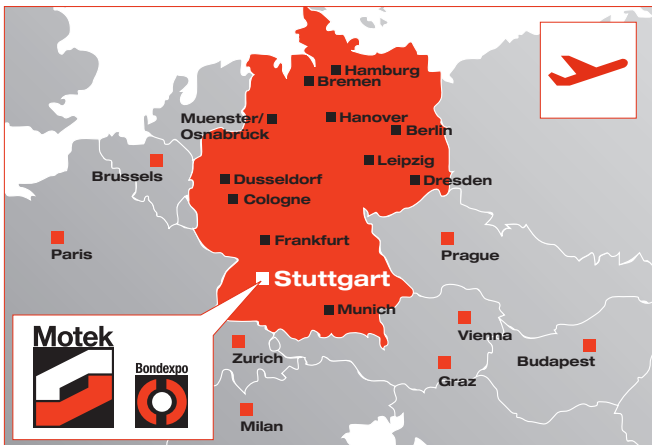 Hamburg
Bremen
Muenster/
Osnabrück
Hanover
Berlin
Brussels
Leipzig
Dusseldorf
Dresden
Cologne
Paris
Frankfurt
Prague
Stuttgart
Munich
Motek
Bondexpo
Zurich
Vienna
Budapest
Graz
Milan